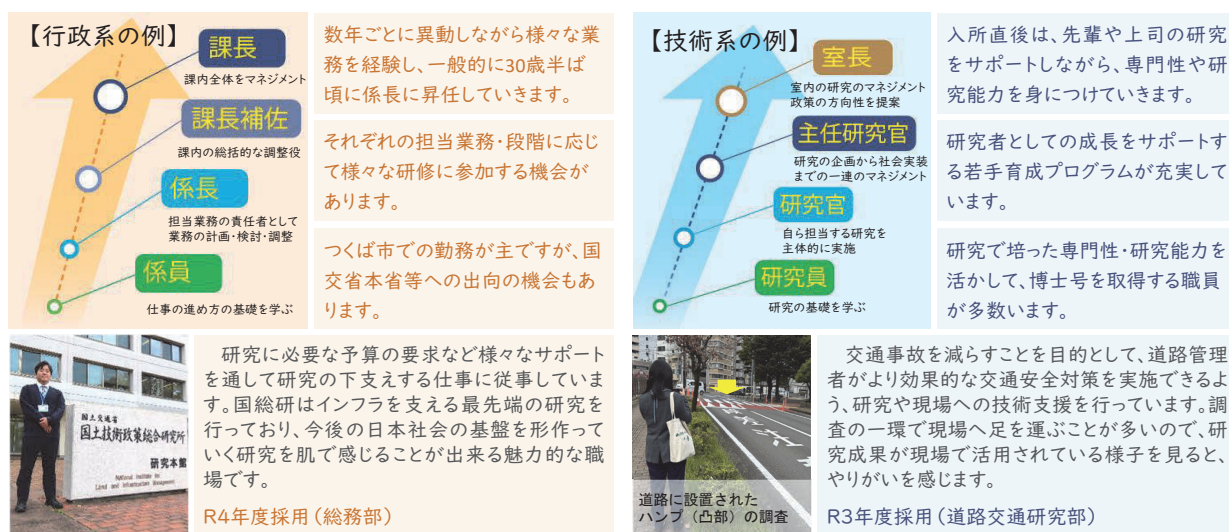 【行政系の例】
課長
課内全体をマネジメント
課長補佐
課内の総括的な調整役
係長
担当業務の責任者として
業務の計画・検討・調整
係員
仕事の進め方の基礎を学ぶ
数年ごとに異動しながら様々な業
務を経験し、一般的に30歳半ば
頃に係長に昇任していきます。
それぞれの担当業務・段階に応じ
て様々な研修に参加する機会が
あります。
つくば市での勤務が主ですが、国
交省本省等への出向の機会もあ
ります。
国土交通省
国土技術政策総合研究所
研究本館
National Institute for
Land and Infrastructure Management
研究に必要な予算の要求など様々なサポート
を通して研究の下支えする仕事に従事していま
す。国総研はインフラを支える最先端の研究を
行っており、今後の日本社会の基盤を形作って
いく研究を肌で感じることが出来る魅力的な職
場です。
R4年度採用(総務部)
【技術系の例】
室長
室内の研究のマネジメント
政策の方向性を提案
主任研究官
研究の企画から社会実装
までの一連のマネジメント
研究官
自ら担当する研究を
主体的に実施
研究員
研究の基礎を学ぶ
入所直後は、先輩や上司の研究
をサポートしながら、専門性や研
究能力を身につけていきます。
研究者としての成長をサポートす
る若手育成プログラムが充実して
います。
研究で培った専門性・研究能力を
活かして、博士号を取得する職員
が多数います。
道路に設置された
ハンプ(凸部)の調査
交通事故を減らすことを目的として、道路管理
者がより効果的な交通安全対策を実施できるよ
う、研究や現場への技術支援を行っています。調
査の一環で現場へ足を運ぶことが多いので、研
究成果が現場で活用されている様子を見ると、
やりがいを感じます。
R3年度採用(道路交通研究部)